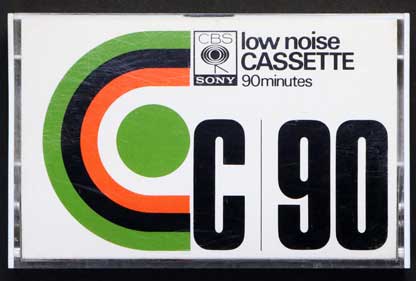 CBS
SONY
low noise
CASSETTE
90minutes
C 90